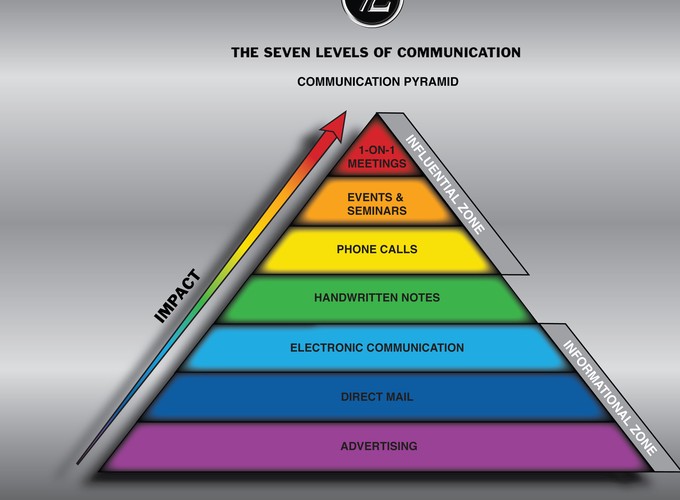 THE SEVEN LEVELS OF COMMUNICATION
COMMUNICATION PYRAMID
1-ON-1
MEETINGS
EVENTS &
SEMINARS
PHONE CALLS
HANDWRITTEN NOTES
ELECTRONIC COMMUNICATION
DIRECT MAIL
ADVERTISING
IMPACT
INFLUENTIAL ZONE
INFORMATIONAL ZONE